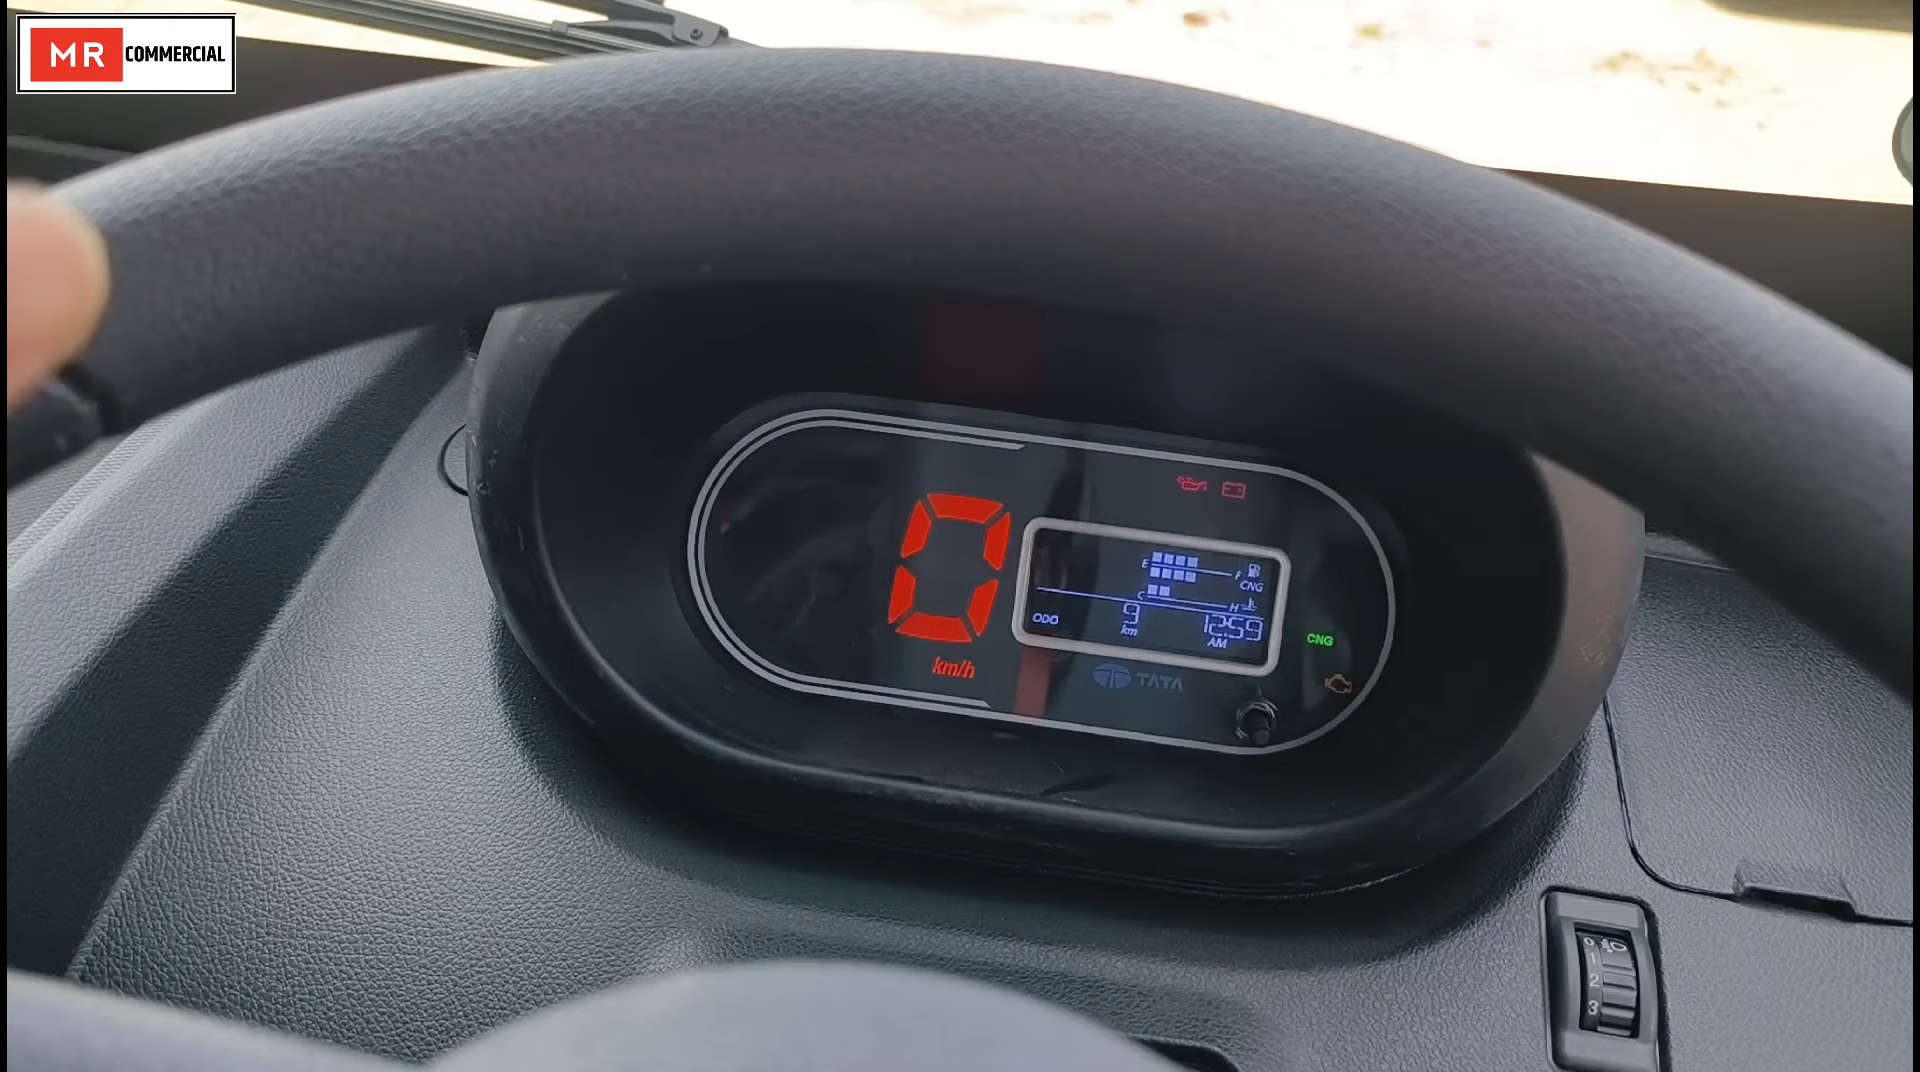 MR COMMERCIAL
0
km/h
E F
CNG
C H
ODO 9 km 12:59 AM
CNG
TATA
0
1
2
3